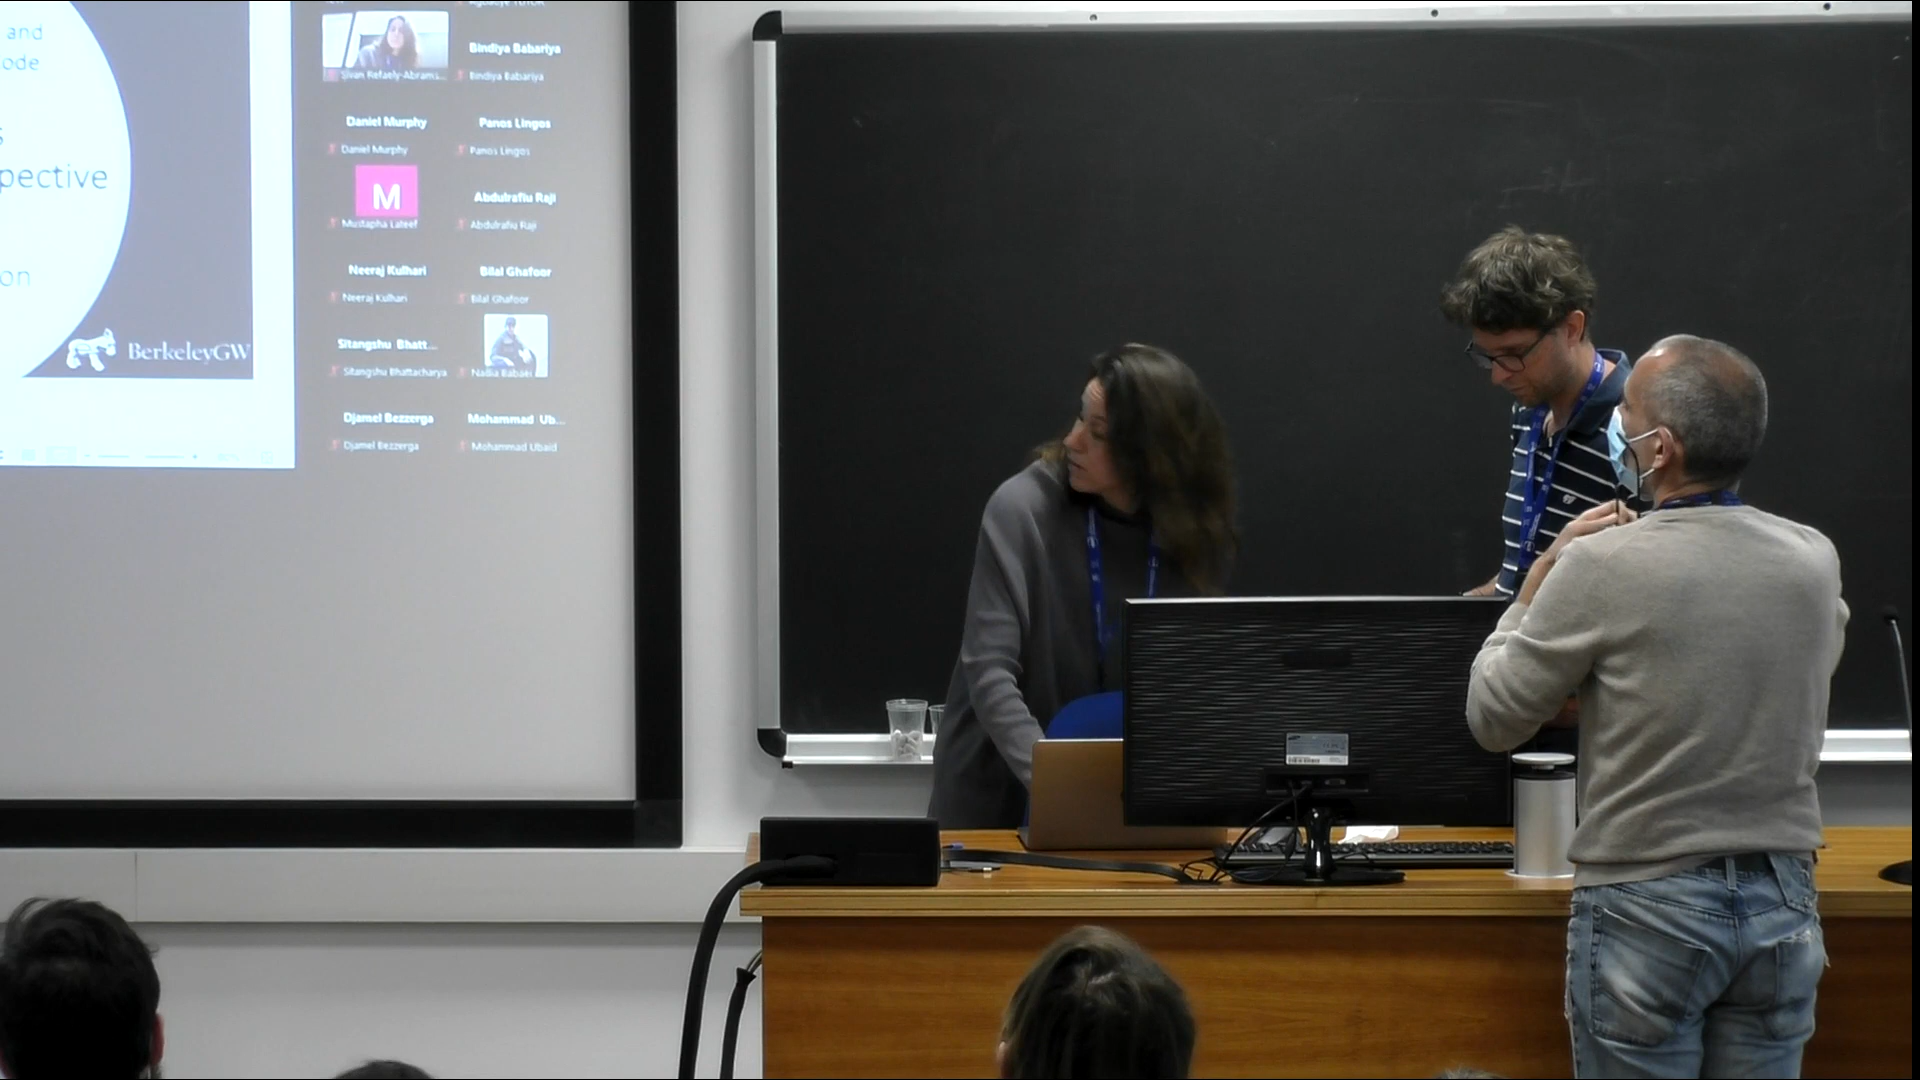 and
ode
s
pective
on
BerkeleyGW
Sivan Refaely-Abrams...
Bindiya Babariya
Bindiya Babariya
Daniel Murphy
Daniel Murphy
Panos Lingos
Panos Lingos
M
Mustapha Lateef
Abdulrafiu Raji
Abdulrafiu Raji
Neeraj Kulhari
Neeraj Kulhari
Bilal Ghafoor
Bilal Ghafoor
Sitangshu Bhatt...
Sitangshu Bhattacharya
Nadia Babaei
Djamel Bezzerga
Djamel Bezzerga
Mohammad Ub...
Mohammad Ubaid